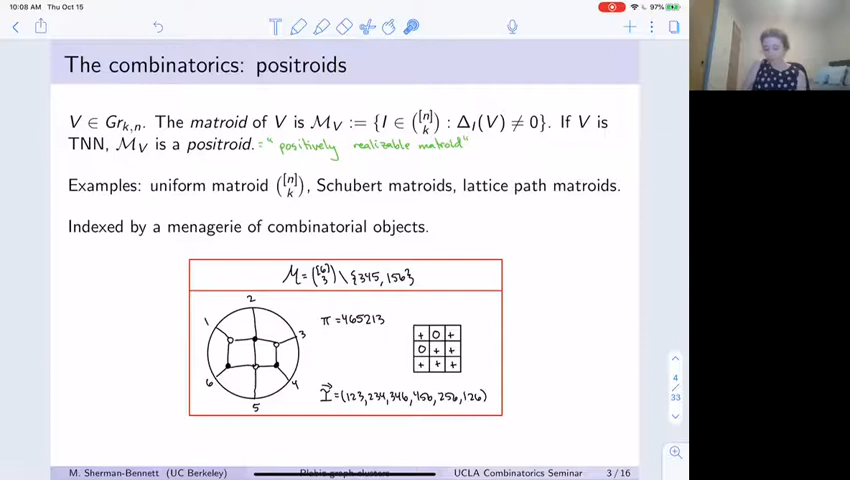 10:08 AM Thu Oct 15
97%
The combinatorics: positroids
V ∈ Gr_{k,n}. The matroid of V is ℳ_V := {I ∈ ([n] k) : Δ_I(V) ≠ 0}. If V is
TNN, ℳ_V is a positroid. = "positively realizable matroid"
Examples: uniform matroid ([n] k), Schubert matroids, lattice path matroids.
Indexed by a menagerie of combinatorial objects.
ℳ = ([6] 3) \ {345, 156}
2
1
3
6
4
5
π = 465213
+ 0 +
0 + +
+ + +
I = (123, 234, 346, 456, 256, 126)
4
33
M. Sherman-Bennett (UC Berkeley)
Plabic graph clusters
UCLA Combinatorics Seminar
3 / 16